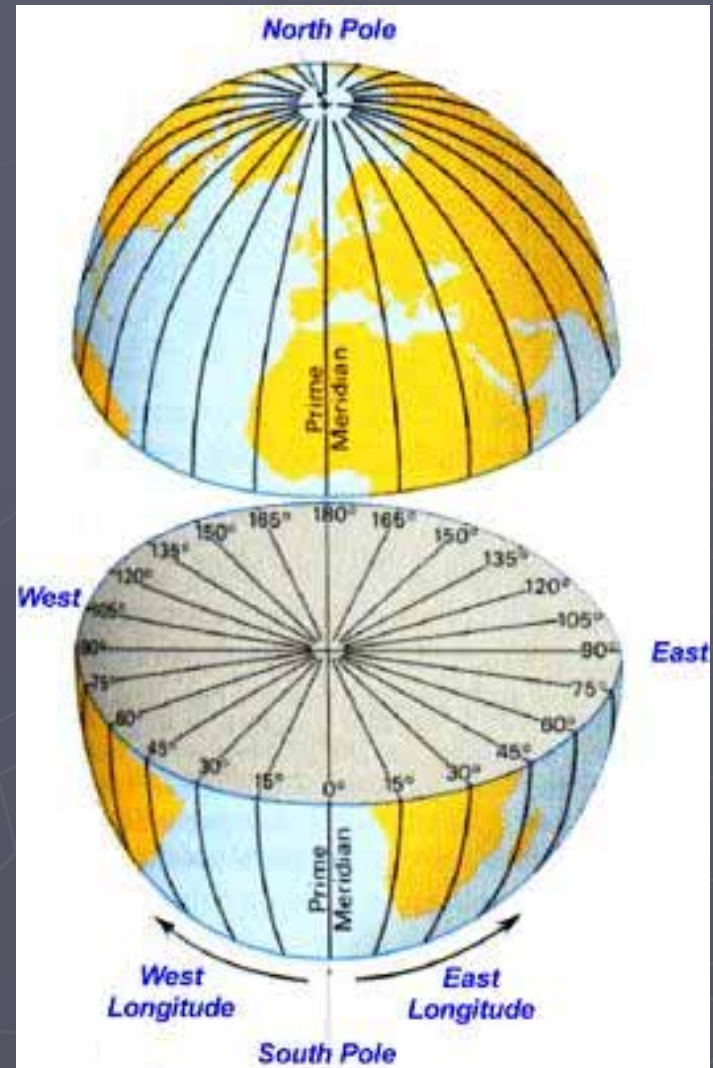 North Pole
Prime
Meridian
180°
165° 165°
150° 150°
135° 135°
120° 120°
West
105° 105°
90° 90°
East
75° 75°
60° 60°
45° 45°
30° 30°
15° 15°
0°
Prime
Meridian
West
Longitude
East
Longitude
South Pole